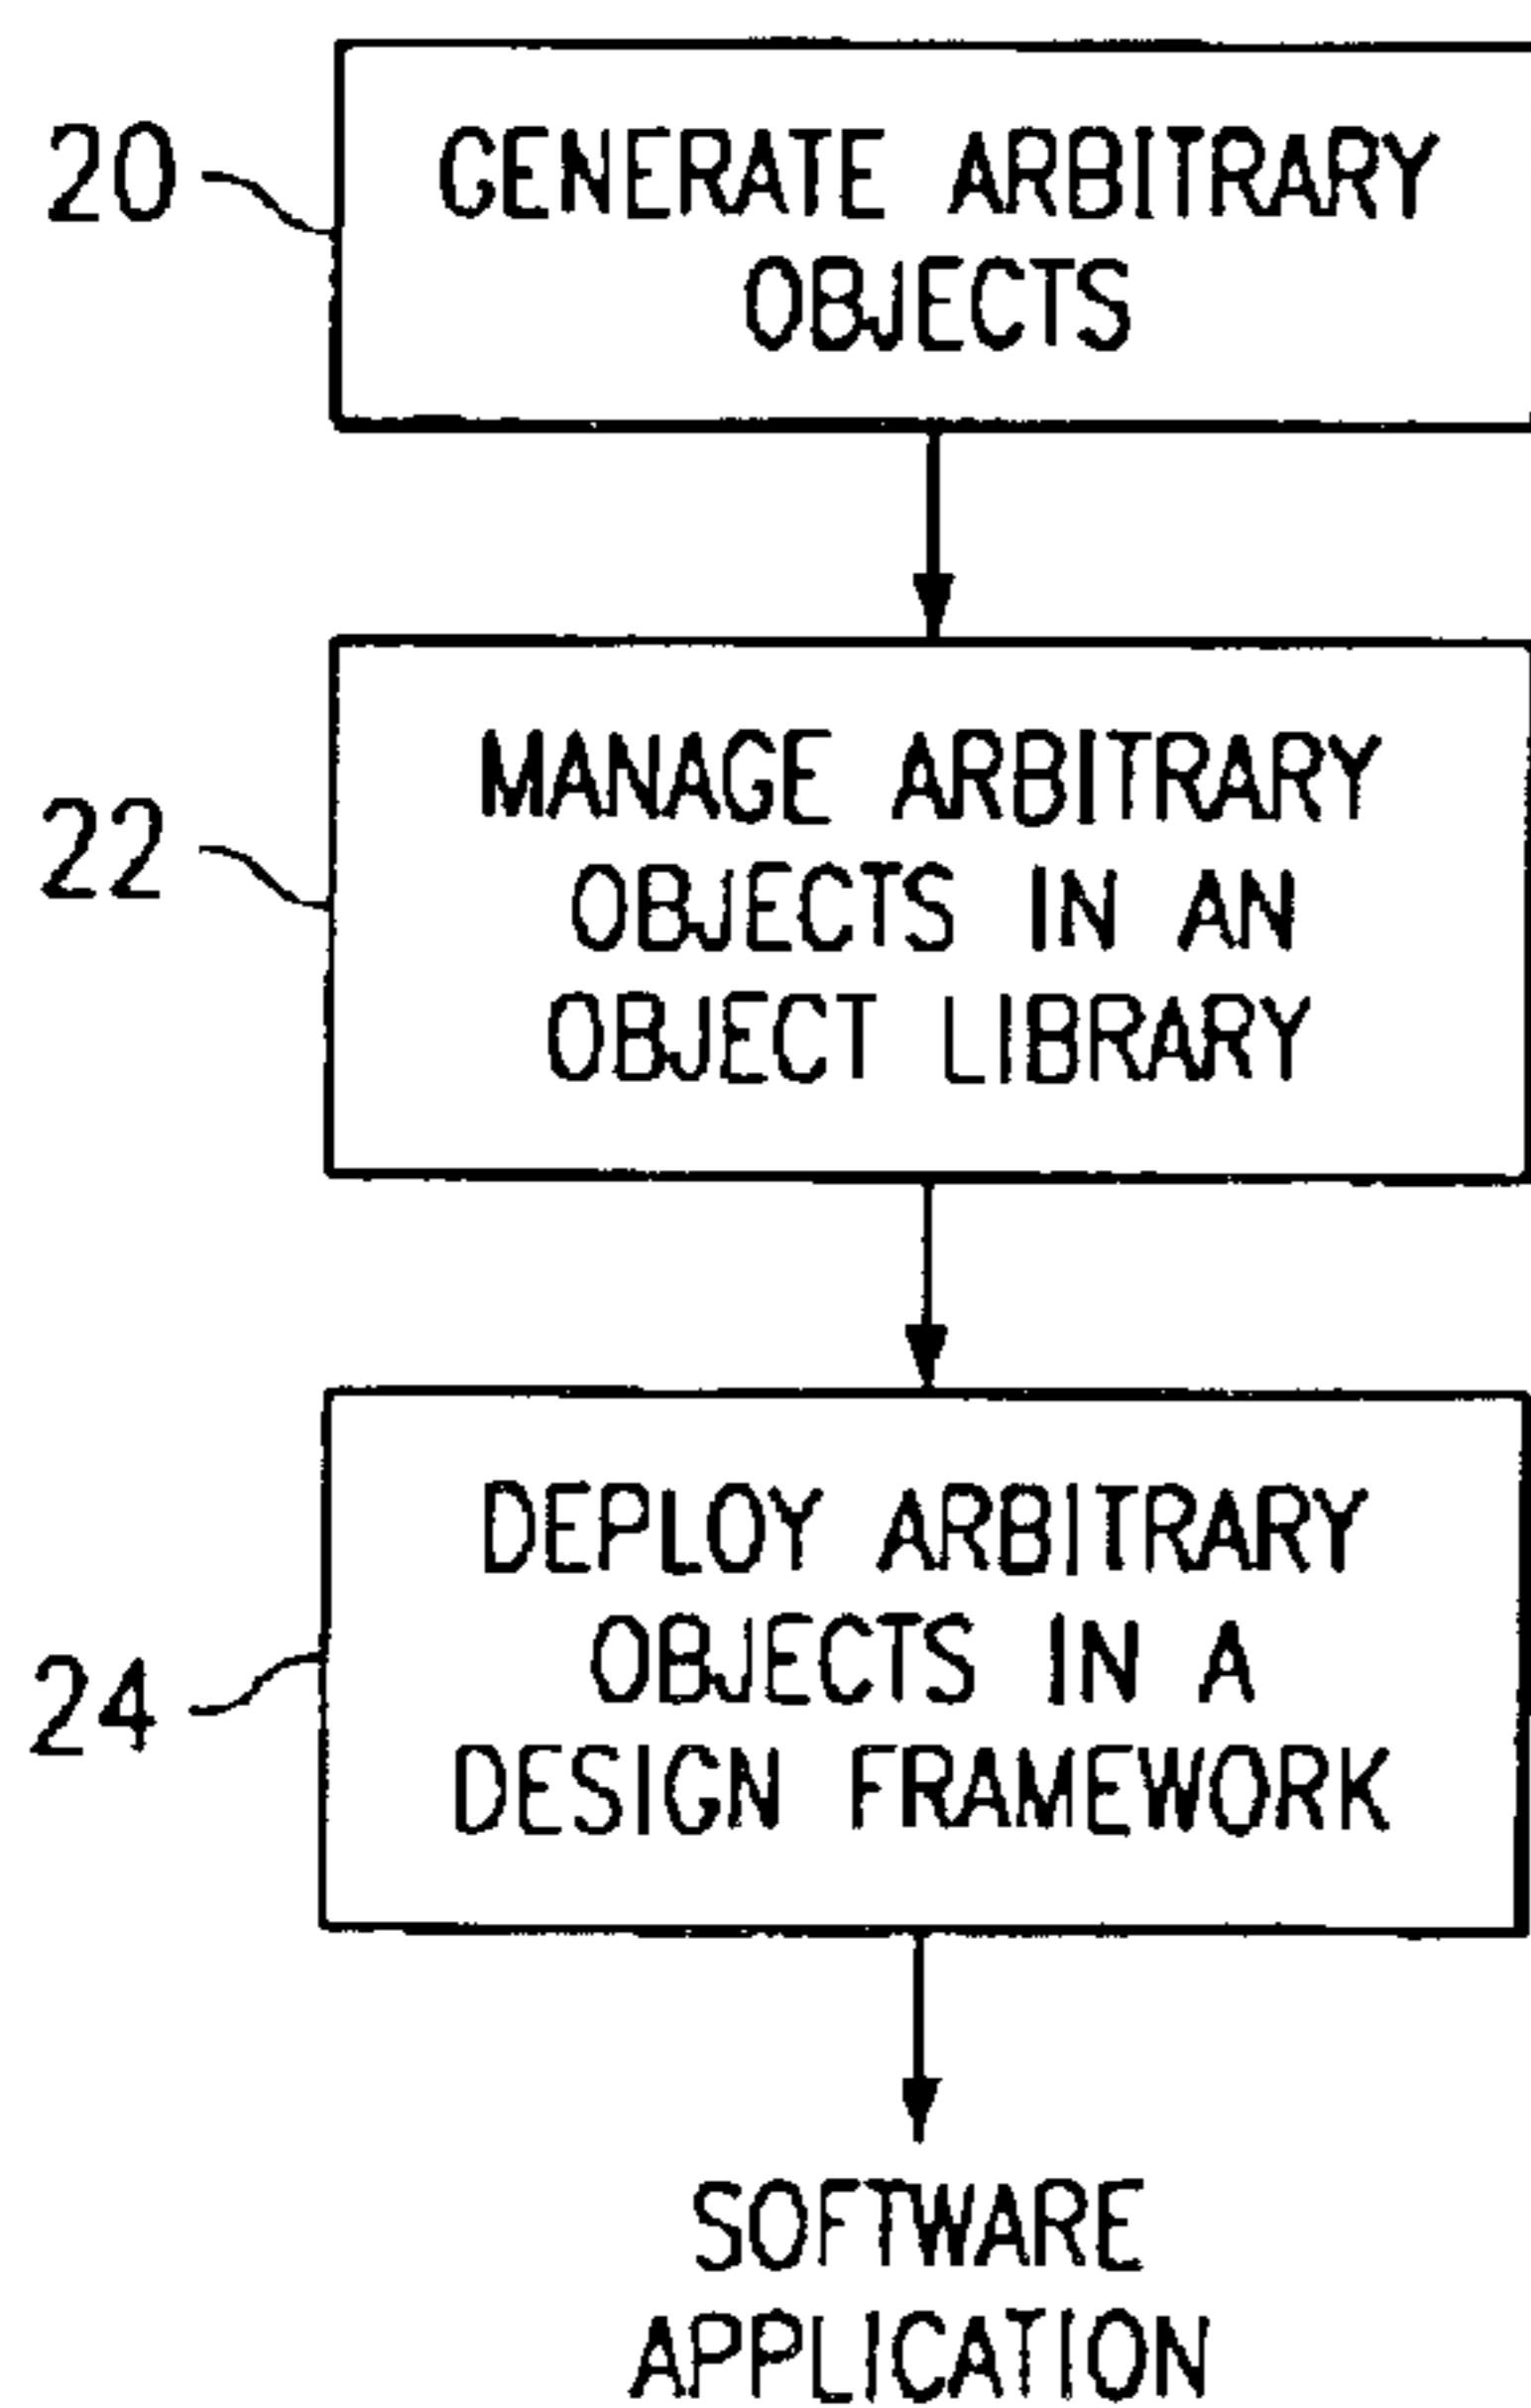 20
GENERATE ARBITRARY
OBJECTS
22
MANAGE ARBITRARY
OBJECTS IN AN
OBJECT LIBRARY
24
DEPLOY ARBITRARY
OBJECTS IN A
DESIGN FRAMEWORK
SOFTWARE
APPLICATION